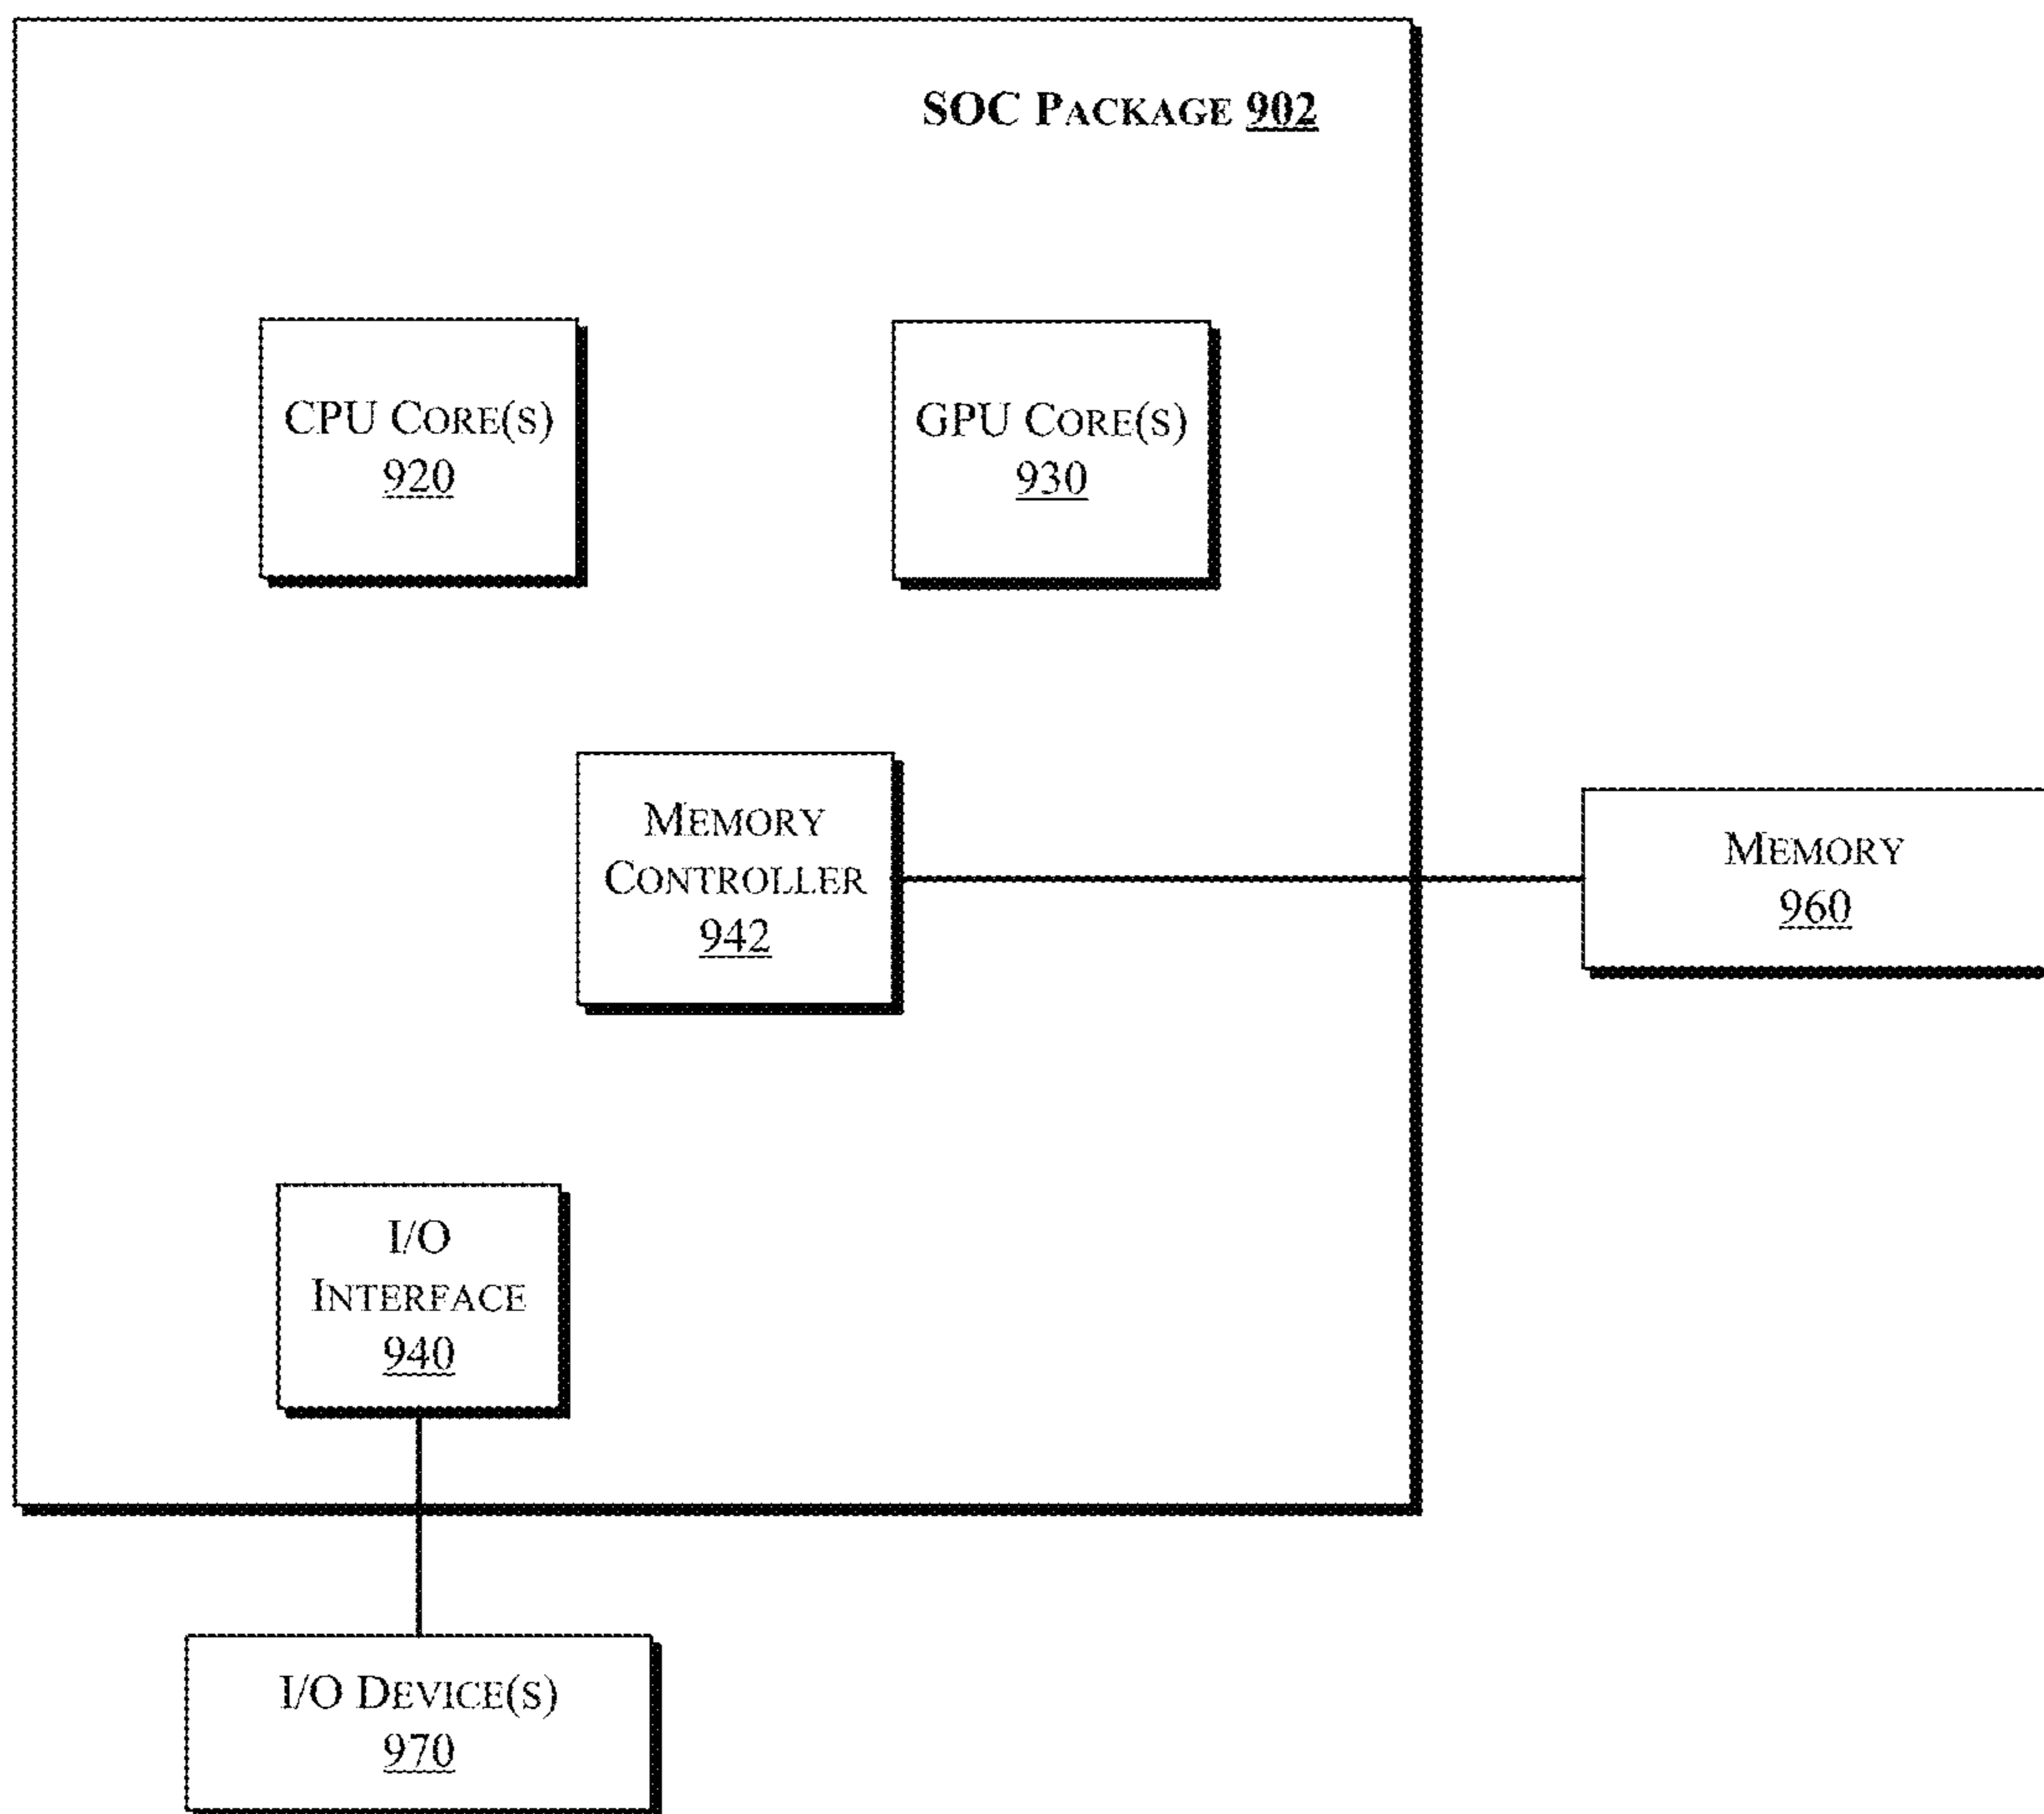 SOC PACKAGE 902
CPU CORE(S)
920
GPU CORE(S)
930
MEMORY
CONTROLLER
942
MEMORY
960
I/O
INTERFACE
940
I/O DEVICE(S)
970